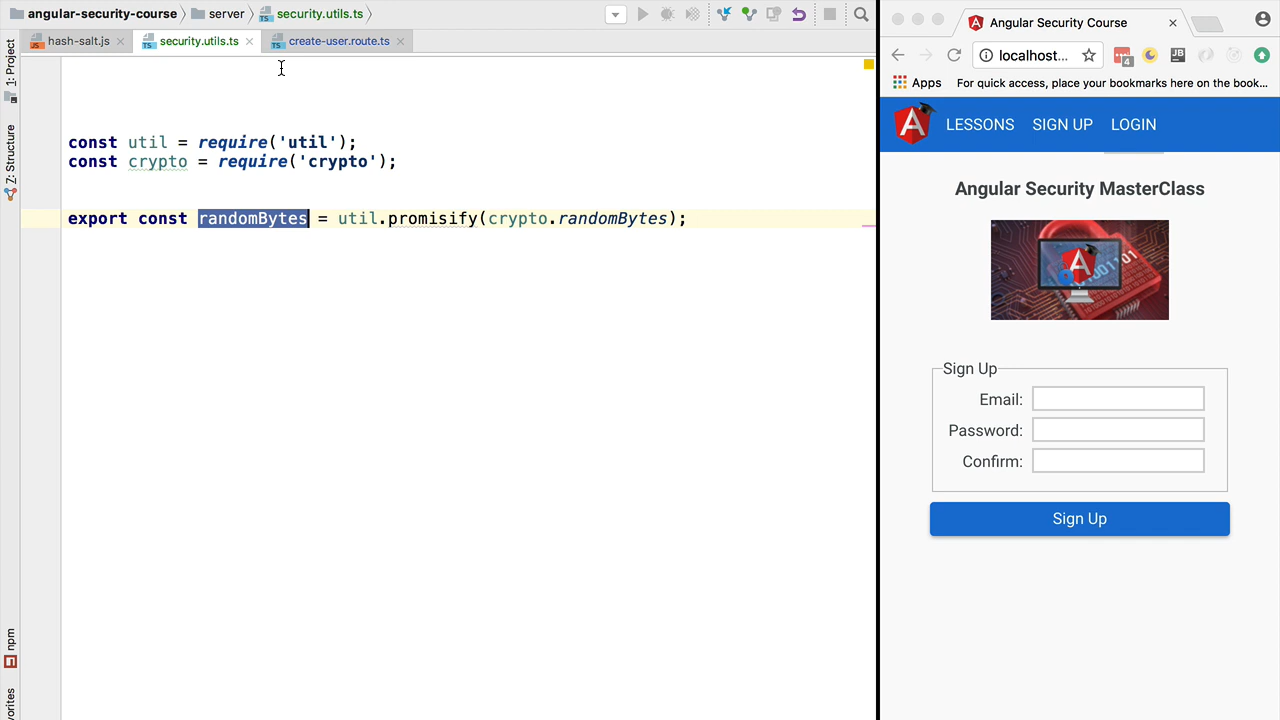 angular-security-course
server
security.utils.ts
hash-salt.js
security.utils.ts
create-user.route.ts
1: Project
Z: Structure
npm
const util = require('util');
const crypto = require('crypto');
export const randomBytes = util.promisify(crypto.randomBytes);
Angular Security Course
localhost...
4
JB
Apps
For quick access, place your bookmarks here on the book...
LESSONS
SIGN UP
LOGIN
Angular Security MasterClass
1001101
Sign Up
Email:
Password:
Confirm:
Sign Up